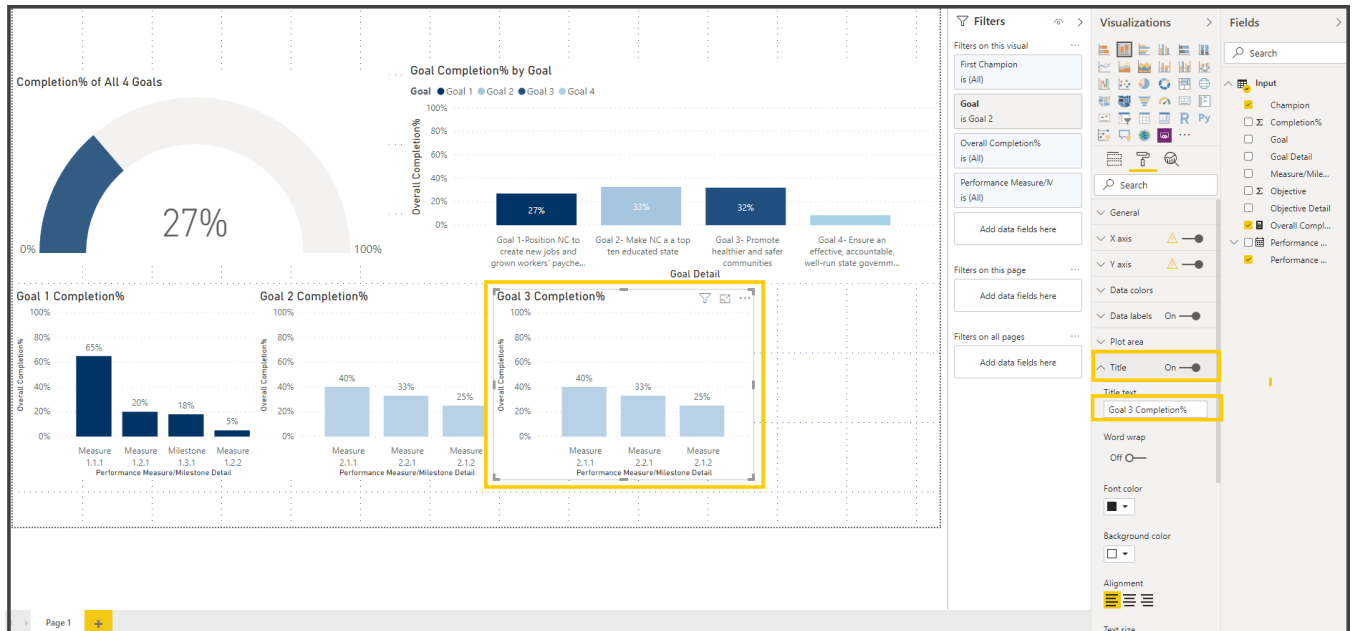 Completion% of All 4 Goals
27%
0%
100%
Goal Completion% by Goal
Goal Goal 1 Goal 2 Goal 3 Goal 4
Overall Completion%
100%
80%
60%
40%
20%
0%
27%
33%
32%
Goal 1-Position NC to
create new jobs and
grown workers' payche...
Goal 2- Make NC a a top
ten educated state
Goal 3- Promote
healthier and safer
communities
Goal 4- Ensure an
effective, accountable,
well-run state governm...
Goal Detail
Goal 1 Completion%
Overall Completion%
100%
80%
60%
40%
20%
0%
65%
20%
18%
5%
Measure
1.1.1
Measure
1.2.1
Milestone
1.3.1
Measure
1.2.2
Performance Measure/Milestone Detail
Goal 2 Completion%
Overall Completion%
100%
80%
60%
40%
20%
0%
40%
33%
25%
Measure
2.1.1
Measure
2.2.1
Measure
2.1.2
Performance Measure/Milestone Detail
Goal 3 Completion%
Overall Completion%
100%
80%
60%
40%
20%
0%
40%
33%
25%
Measure
2.1.1
Measure
2.2.1
Measure
2.1.2
Performance Measure/Milestone Detail
Page 1
Filters
Filters on this visual
First Champion
is (All)
Goal
is Goal 2
Overall Completion%
is (All)
Performance Measure/M
is (All)
Add data fields here
Filters on this page
Add data fields here
Filters on all pages
Add data fields here
Visualizations
R Py
Search
General
X axis
Y axis
Data colors
Data labels On
Plot area
Title On
Title text
Goal 3 Completion%
Word wrap
Off
Font color
Background color
Alignment
Text size
Fields
Search
Input
Champion
Completion%
Goal
Goal Detail
Measure/Mile...
Objective
Objective Detail
Overall Compl...
Performance ...
Performance ...